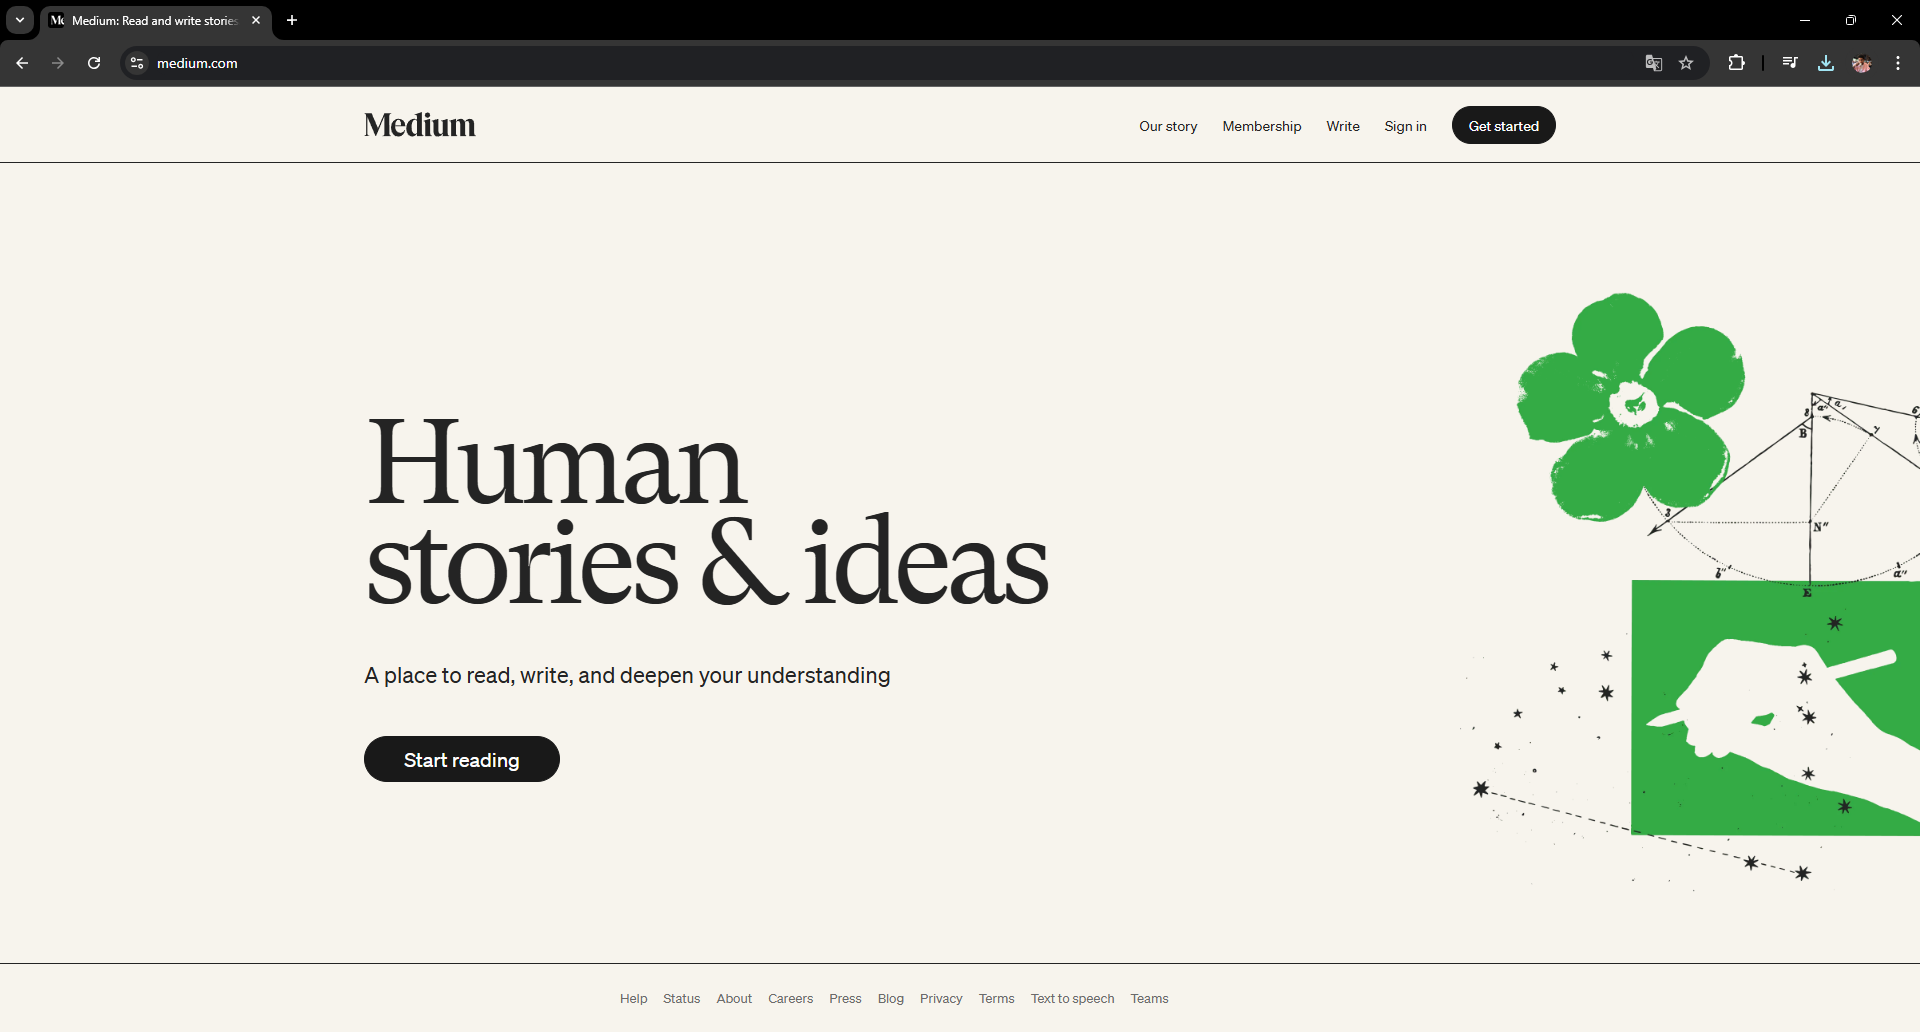 Medium: Read and write stories
medium.com
Medium
Our story Membership Write Sign in Get started
Human
stories & ideas
A place to read, write, and deepen your understanding
Start reading
B
N"
b"
a"
E
Help Status About Careers Press Blog Privacy Terms Text to speech Teams